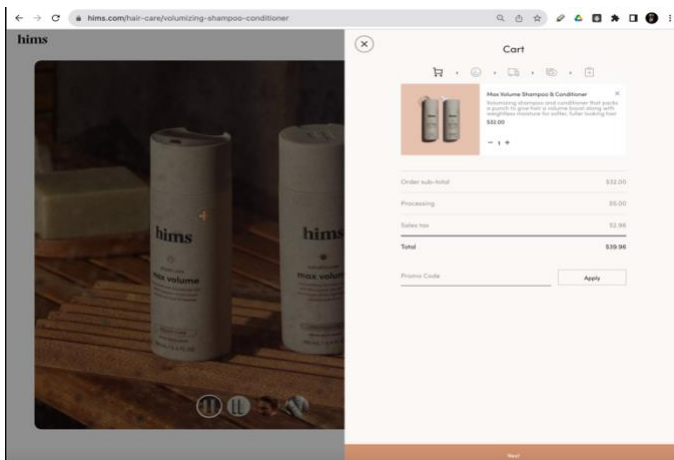 hims.com/hair-care/volumizing-shampoo-conditioner
hims
Cart
Max Volume Shampoo & Conditioner
Volumizing shampoo and conditioner that packs
a punch to give hair a volume boost along with
weightless moisture for softer, fuller looking hair
$32.00
− 1 +
Order sub-total $32.00
Processing $5.00
Sales tax $2.96
Total $39.96
Promo Code Apply
hims
max volume
hims
max volum
Next